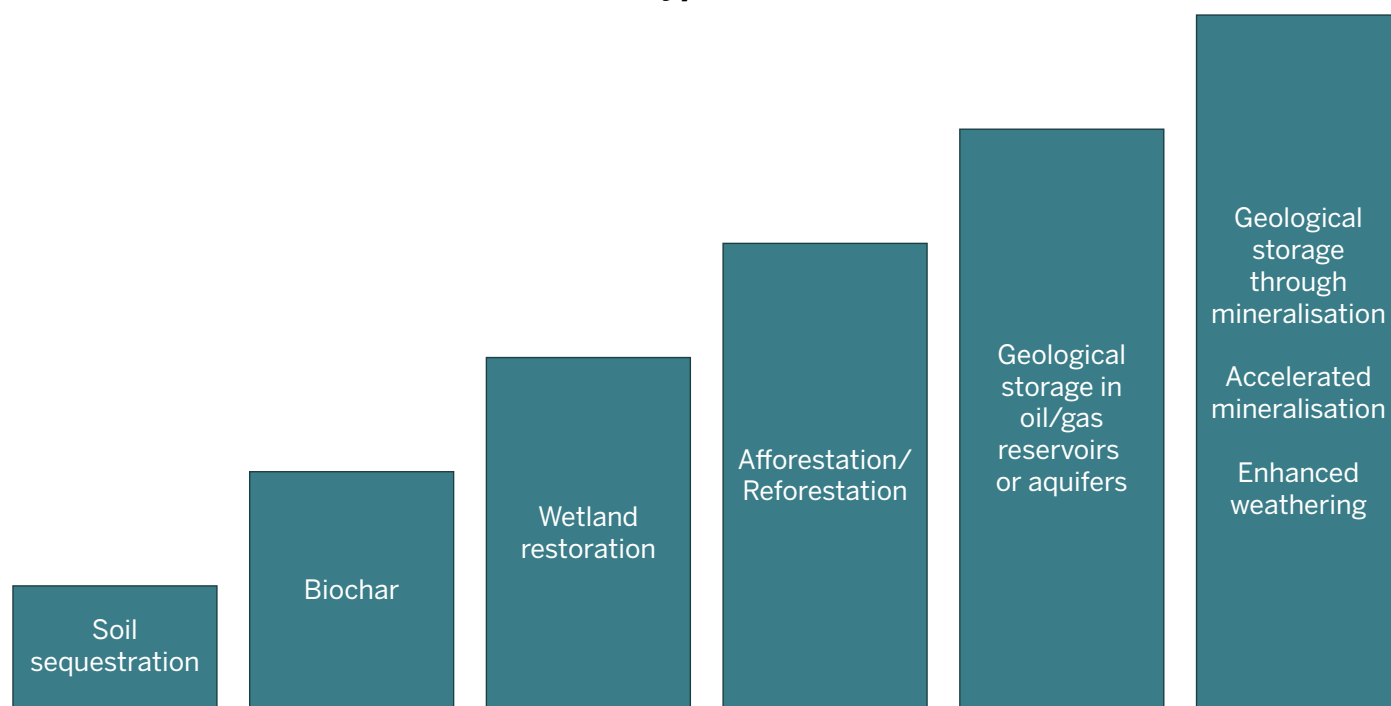 Soil
sequestration
Biochar
Wetland
restoration
Afforestation/
Reforestation
Geological
storage in
oil/gas
reservoirs
or aquifers
Geological
storage
through
mineralisation
Accelerated
mineralisation
Enhanced
weathering